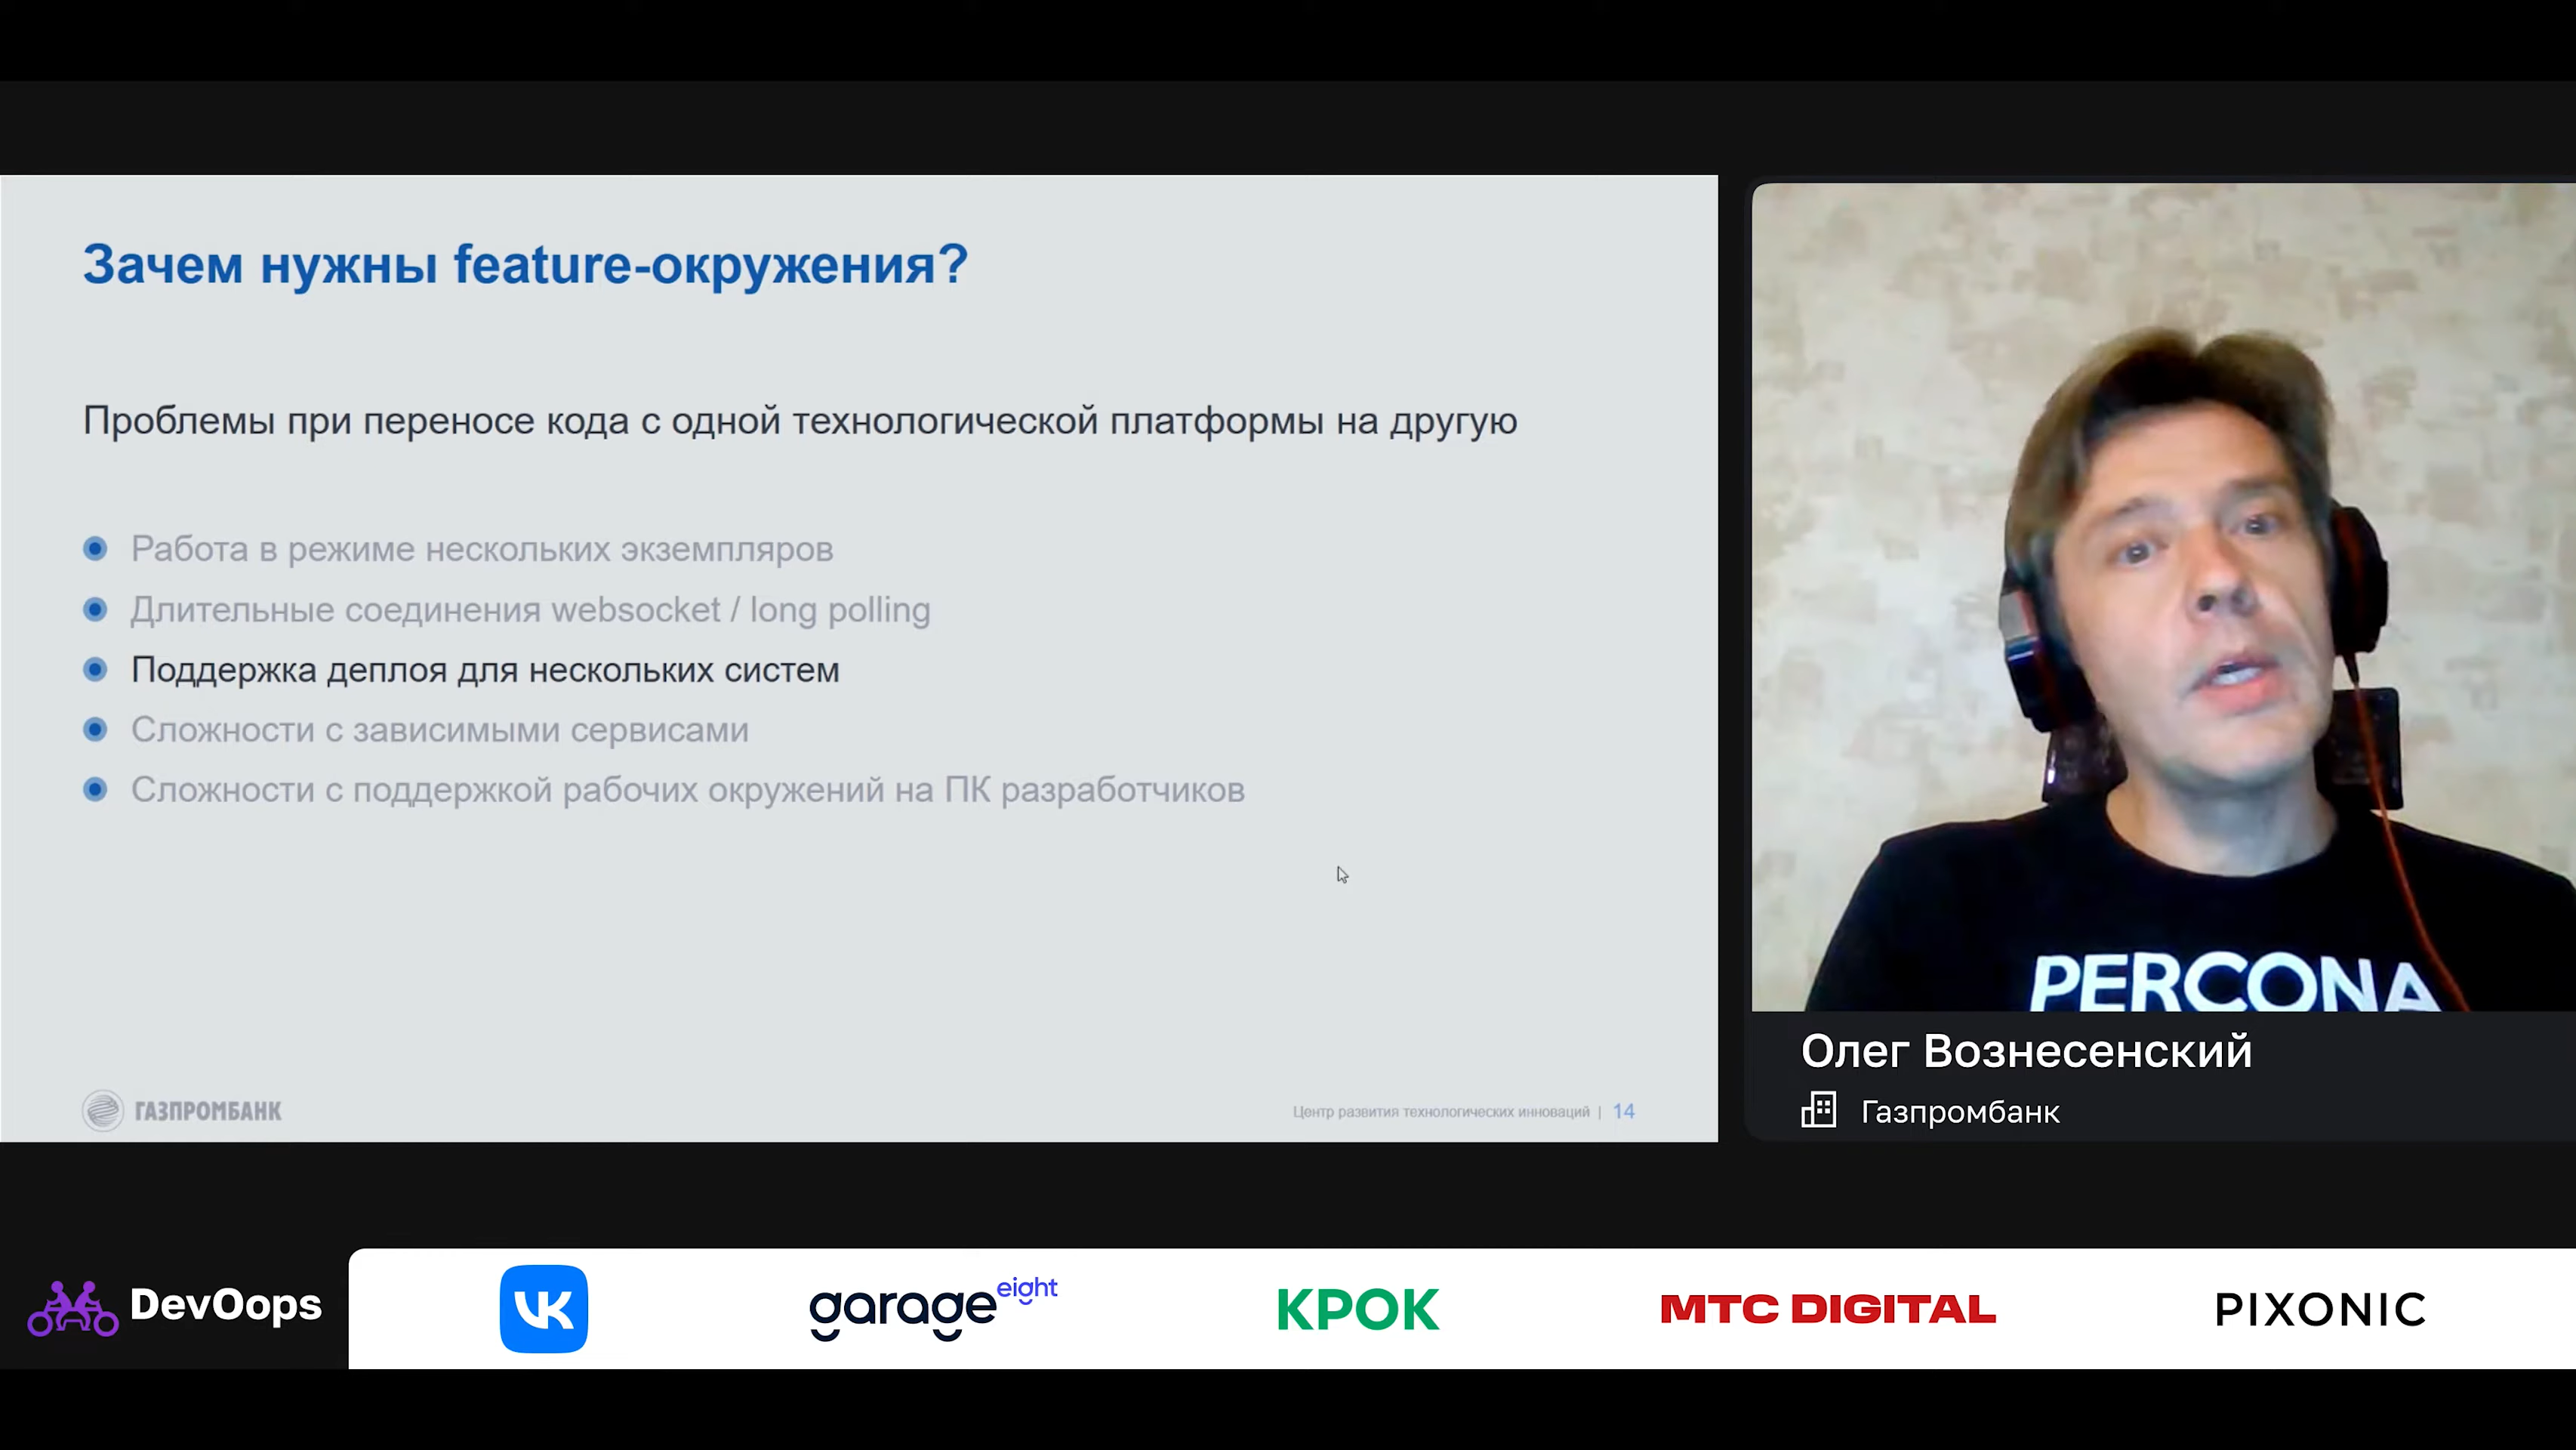 Зачем нужны feature-окружения?
Проблемы при переносе кода с одной технологической платформы на другую
Работа в режиме нескольких экземпляров
Длительные соединения websocket / long polling
Поддержка деплоя для нескольких систем
Сложности с зависимыми сервисами
Сложности с поддержкой рабочих окружений на ПК разработчиков
ГАЗПРОМБАНК
Центр развития технологических инноваций | 14
PERCONA
Олег Вознесенский
Газпромбанк
DevOops
VK
garage eight
КРОК
МТС DIGITAL
PIXONIC